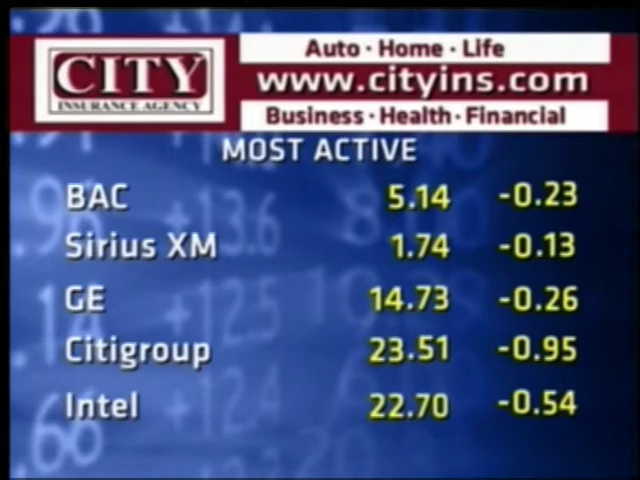 CITY
INSURANCE AGENCY
Auto · Home · Life
www.cityins.com
Business · Health · Financial
MOST ACTIVE
BAC 5.14 -0.23
Sirius XM 1.74 -0.13
GE 14.73 -0.26
Citigroup 23.51 -0.95
Intel 22.70 -0.54